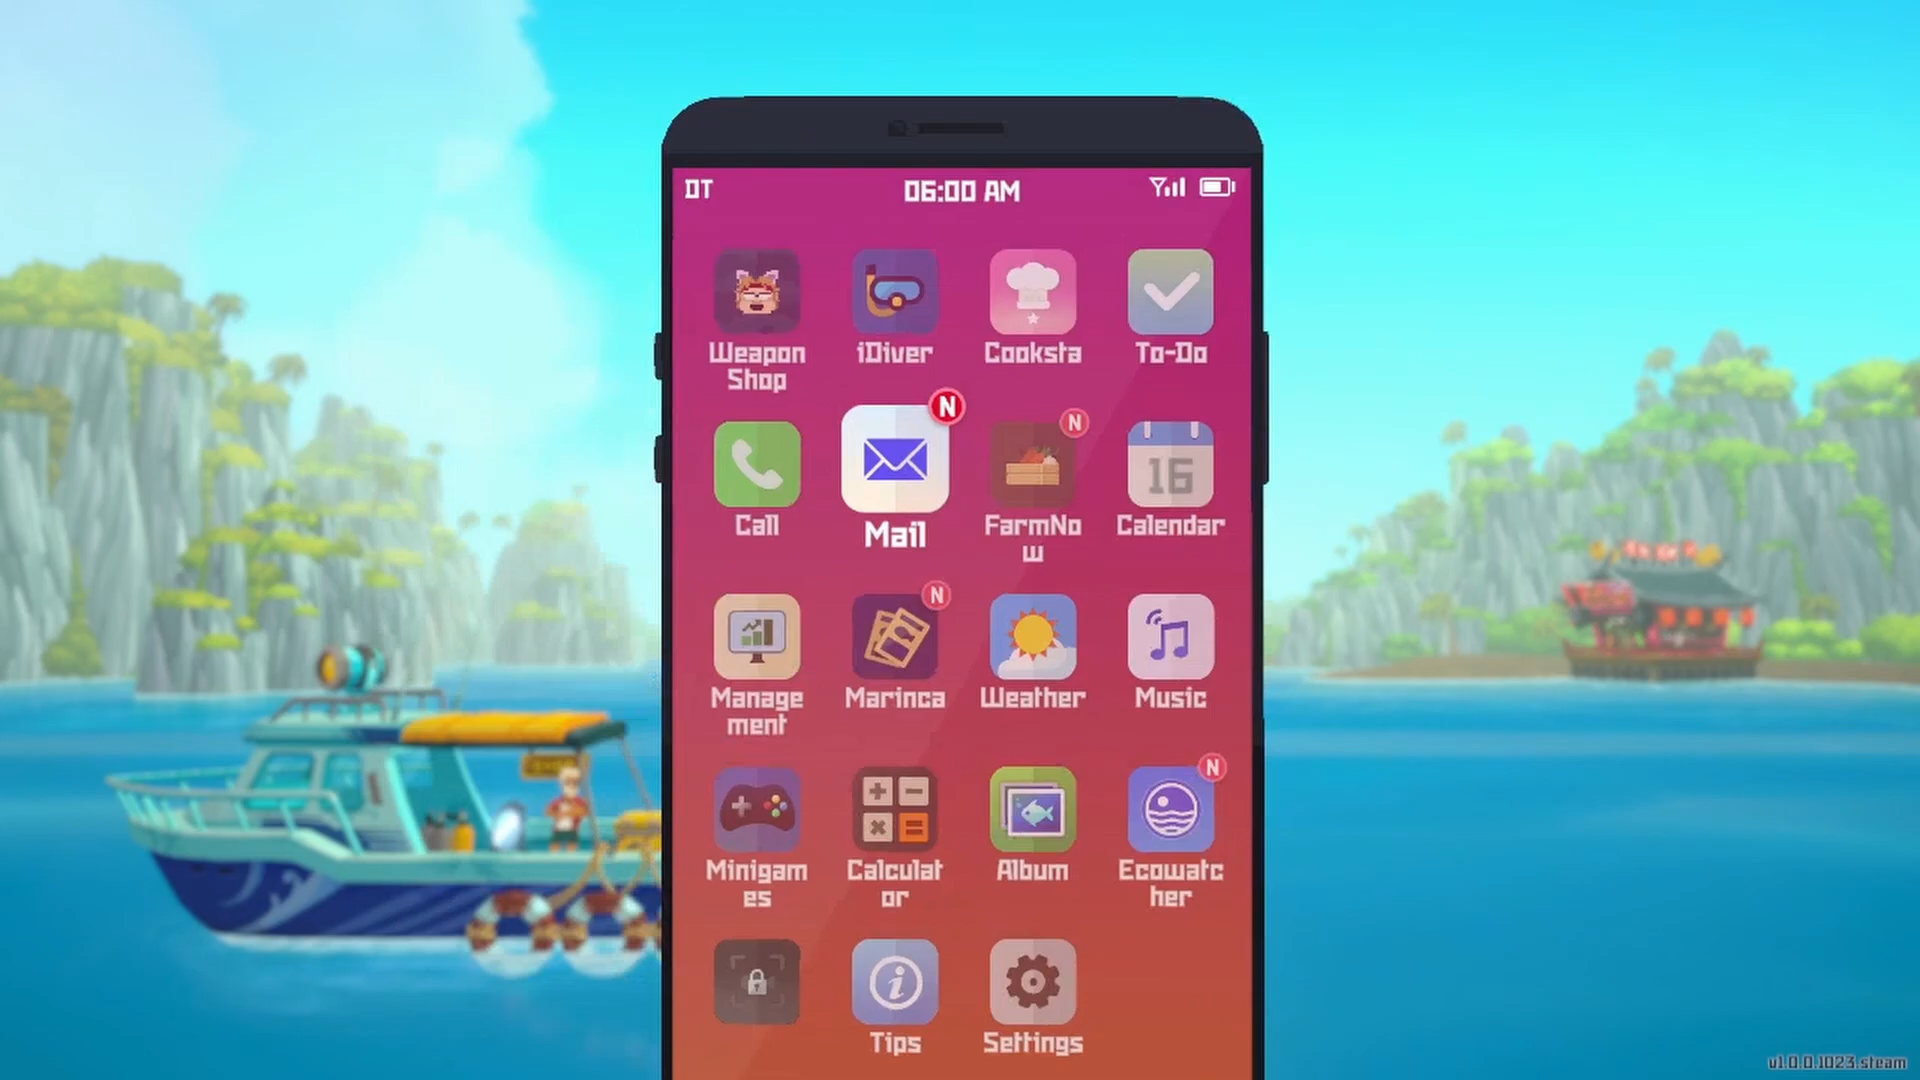 DT
06:00 AM
Weapon
Shop
iDiver
Cooksta
To-Do
N
N
16
Call
Mail
FarmNo
w
Calendar
N
Manage
ment
Marinca
Weather
Music
N
Minigam
es
Calculat
or
Album
Ecowatc
her
i
Tips
Settings
v1.0.0.1023.steam